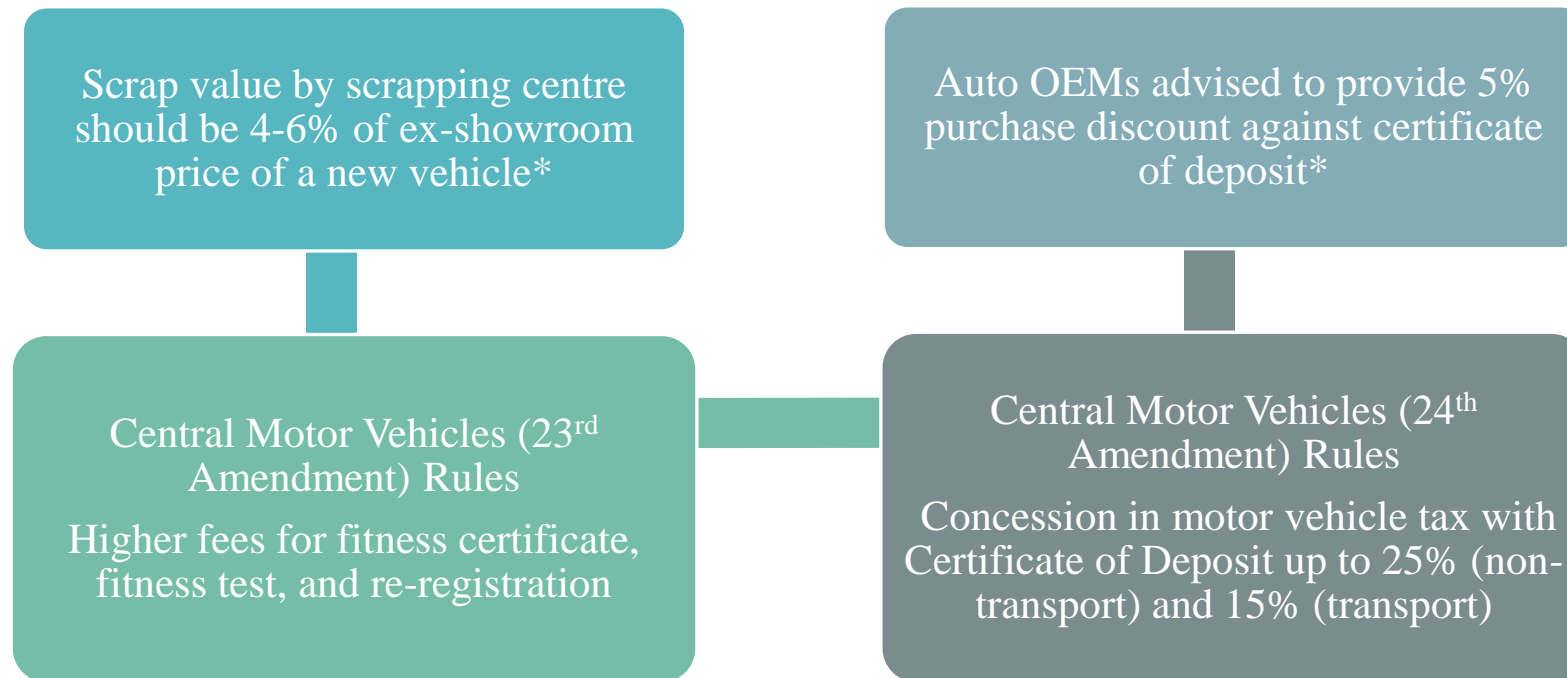 Scrap value by scrapping centre
should be 4-6% of ex-showroom
price of a new vehicle*
Auto OEMs advised to provide 5%
purchase discount against certificate
of deposit*
Central Motor Vehicles (23rd
Amendment) Rules
Higher fees for fitness certificate,
fitness test, and re-registration
Central Motor Vehicles (24th
Amendment) Rules
Concession in motor vehicle tax with
Certificate of Deposit up to 25% (non-
transport) and 15% (transport)